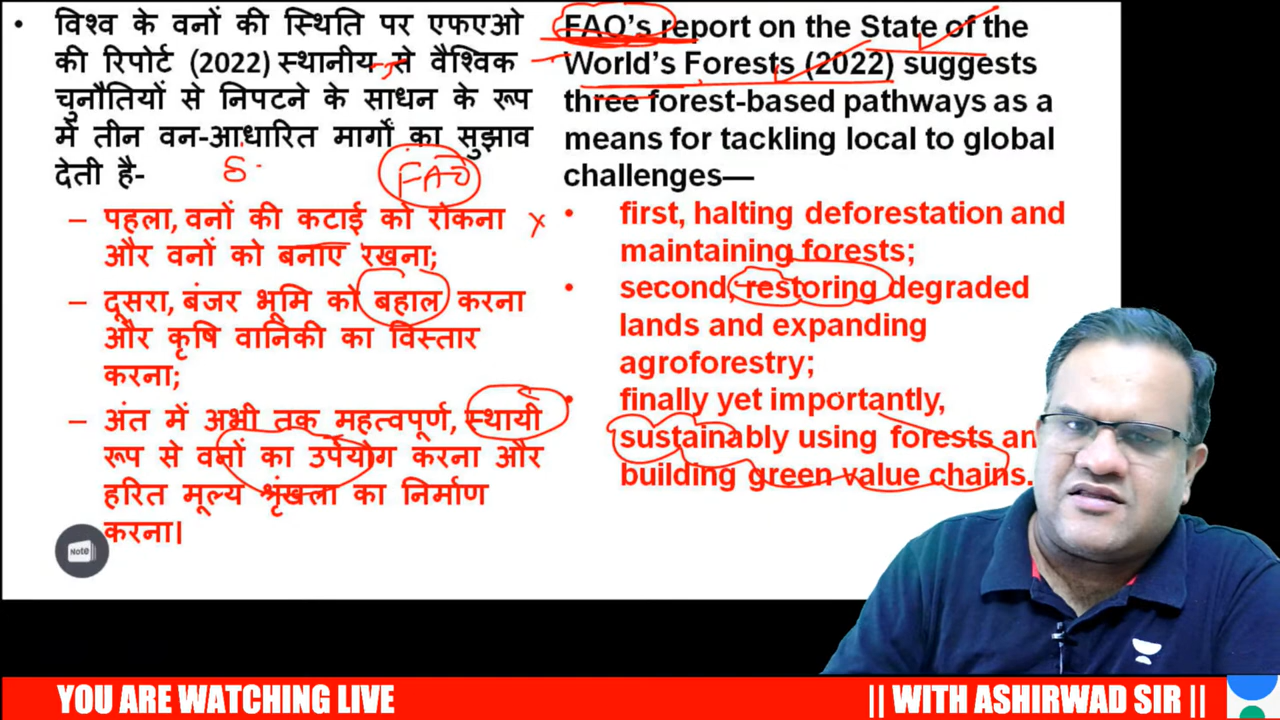 • विश्व के वनों की स्थिति पर एफएओ
की रिपोर्ट (2022) स्थानीय से वैश्विक
चुनौतियों से निपटने के साधन के रूप
में तीन वन-आधारित मार्गों का सुझाव
देती है-
FAO
– पहला, वनों की कटाई को रोकना
और वनों को बनाए रखना;
– दूसरा, बंजर भूमि को बहाल करना
और कृषि वानिकी का विस्तार
करना;
– अंत में अभी तक महत्वपूर्ण, स्थायी
रूप से वनों का उपयोग करना और
हरित मूल्य श्रृंखला का निर्माण
करना।
Note
FAO's report on the State of the
World's Forests (2022) suggests
three forest-based pathways as a
means for tackling local to global
challenges—
• first, halting deforestation and
maintaining forests;
• second, restoring degraded
lands and expanding
agroforestry;
• finally yet importantly,
sustainably using forests an
building green value chains.
YOU ARE WATCHING LIVE
|| WITH ASHIRWAD SIR ||